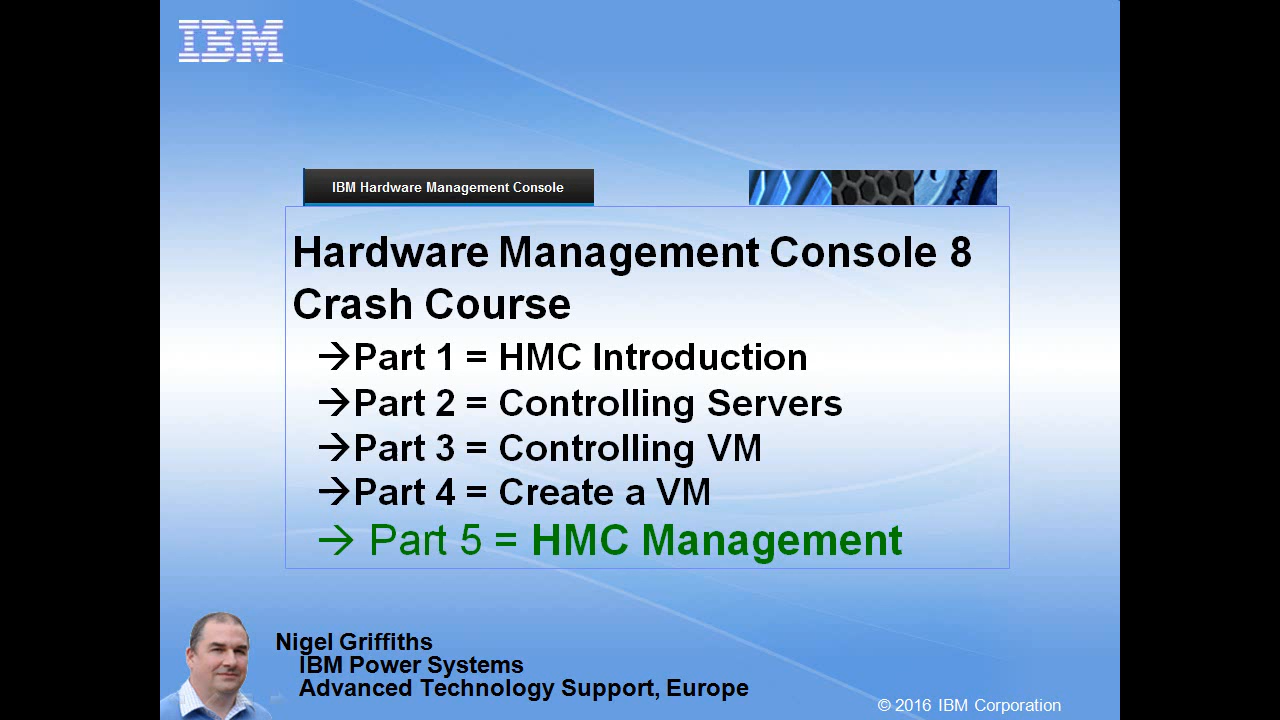 IBM
IBM Hardware Management Console
Hardware Management Console 8
Crash Course
→Part 1 = HMC Introduction
→Part 2 = Controlling Servers
→Part 3 = Controlling VM
→Part 4 = Create a VM
→ Part 5 = HMC Management
Nigel Griffiths
IBM Power Systems
Advanced Technology Support, Europe
© 2016 IBM Corporation